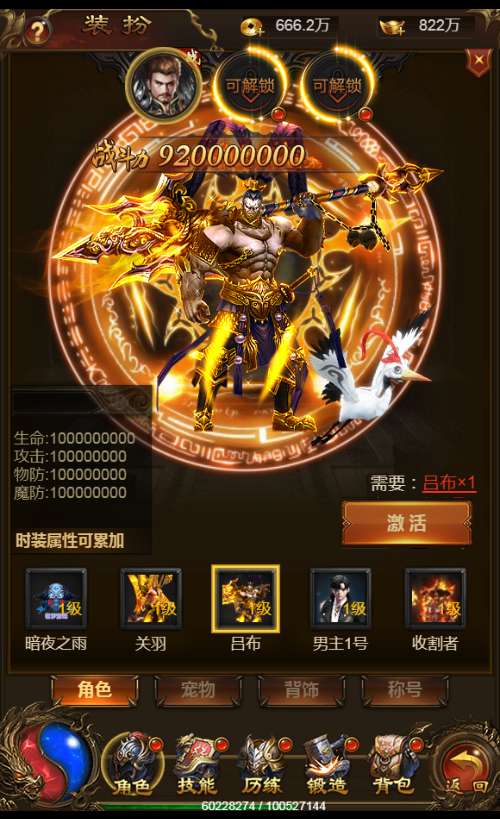 ?
装扮
666.2万
822万
战
可解锁
可解锁
战斗力 920000000
生命:1000000000
攻击:100000000
物防:100000000
魔防:100000000
时装属性可累加
需要：吕布×1
激活
1级
1级
1级
1级
1级
暗夜之雨
关羽
吕布
男主1号
收割者
角色
宠物
背饰
称号
角色
技能
历练
锻造
背包
返回
60228274 / 100527144